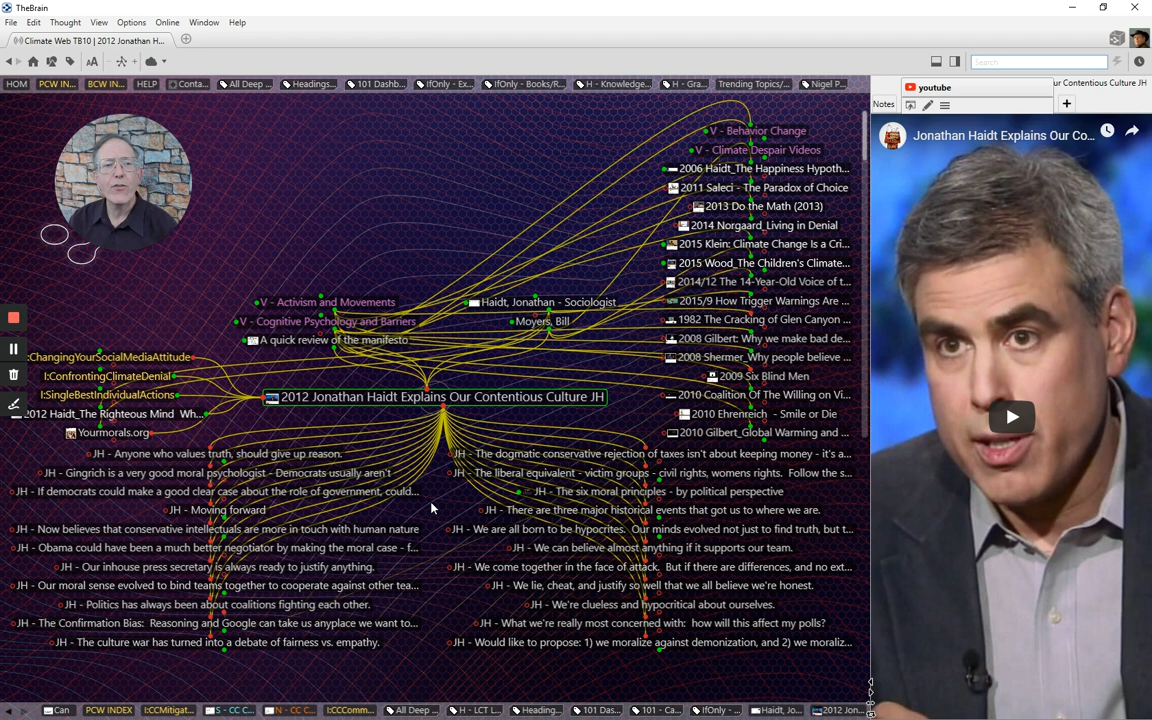 TheBrain
File Edit Thought View Options Online Window Help
Climate Web TB10 | 2012 Jonathan H...
AA
Search
HOM PCW IN... BCW IN... HELP Conta... All Deep ... Headings... 101 Dashb... IfOnly - Ex... IfOnly - Books/R... H - Knowledge... H - Gra... Trending Topics/... Nigel P...
youtube
ur Contentious Culture JH
Notes
Jonathan Haidt Explains Our Co...
V - Behavior Change
V - Climate Despair Videos
2006 Haidt_The Happiness Hypoth...
2011 Salecl - The Paradox of Choice
2013 Do the Math (2013)
2014 Norgaard_Living in Denial
2015 Klein: Climate Change Is a Cri...
2015 Wood_The Children's Climate...
2014/12 The 14-Year-Old Voice of t...
2015/9 How Trigger Warnings Are ...
1982 The Cracking of Glen Canyon ...
2008 Gilbert: Why we make bad de...
2008 Shermer_Why people believe ...
2009 Six Blind Men
2010 Coalition Of The Willing on Vi...
2010 Ehrenreich - Smile or Die
2010 Gilbert_Global Warming and ...
V - Activism and Movements
V - Cognitive Psychology and Barriers
A quick review of the manifesto
Haidt, Jonathan - Sociologist
Moyers, Bill
I:ChangingYourSocialMediaAttitude
I:ConfrontingClimateDenial
I:SingleBestIndividualActions
2012 Haidt_The Righteous Mind Wh...
Yourmorals.org
2012 Jonathan Haidt Explains Our Contentious Culture JH
JH - Anyone who values truth, should give up reason.
JH - Gingrich is a very good moral psychologist - Democrats usually aren't
JH - If democrats could make a good clear case about the role of government, could...
JH - Moving forward
JH - Now believes that conservative intellectuals are more in touch with human nature
JH - Obama could have been a much better negotiator by making the moral case - f...
JH - Our inhouse press secretary is always ready to justify anything.
JH - Our moral sense evolved to bind teams together to cooperate against other tea...
JH - Politics has always been about coalitions fighting each other.
JH - The Confirmation Bias: Reasoning and Google can take us anyplace we want to...
JH - The culture war has turned into a debate of fairness vs. empathy.
JH - The dogmatic conservative rejection of taxes isn't about keeping money - it's a...
JH - The liberal equivalent - victim groups - civil rights, womens rights. Follow the s...
JH - The six moral principles - by political perspective
JH - There are three major historical events that got us to where we are.
JH - We are all born to be hypocrites. Our minds evolved not just to find truth, but t...
JH - We can believe almost anything if it supports our team.
JH - We come together in the face of attack. But if there are differences, and no ext...
JH - We lie, cheat, and justify so well that we all believe we're honest.
JH - We're clueless and hypocritical about ourselves.
JH - What we're really most concerned with: how will this affect my polls?
JH - Would like to propose: 1) we moralize against demonization, and 2) we moraliz...
Can PCW INDEX I:CCMitigat... S - CC C... N - CC C... I:CCComm... All Deep ... H - LCT L... Heading... 101 Das... 101 - Ca... IfOnly - ... Haidt, Jo... 2012 Jon...